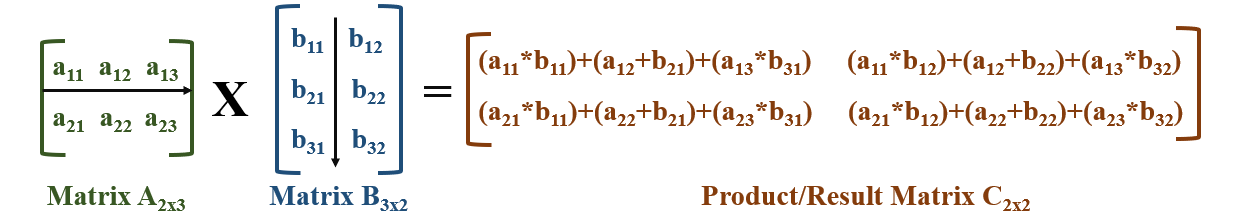 a₁₁ a₁₂ a₁₃
a₂₁ a₂₂ a₂₃
X
b₁₁ b₁₂
b₂₁ b₂₂
b₃₁ b₃₂
=
(a₁₁*b₁₁)+(a₁₂+b₂₁)+(a₁₃*b₃₁) (a₁₁*b₁₂)+(a₁₂+b₂₂)+(a₁₃*b₃₂)
(a₂₁*b₁₁)+(a₂₂+b₂₁)+(a₂₃*b₃₁) (a₂₁*b₁₂)+(a₂₂+b₂₂)+(a₂₃*b₃₂)
Matrix A₂ₓ₃
Matrix B₃ₓ₂
Product/Result Matrix C₂ₓ₂